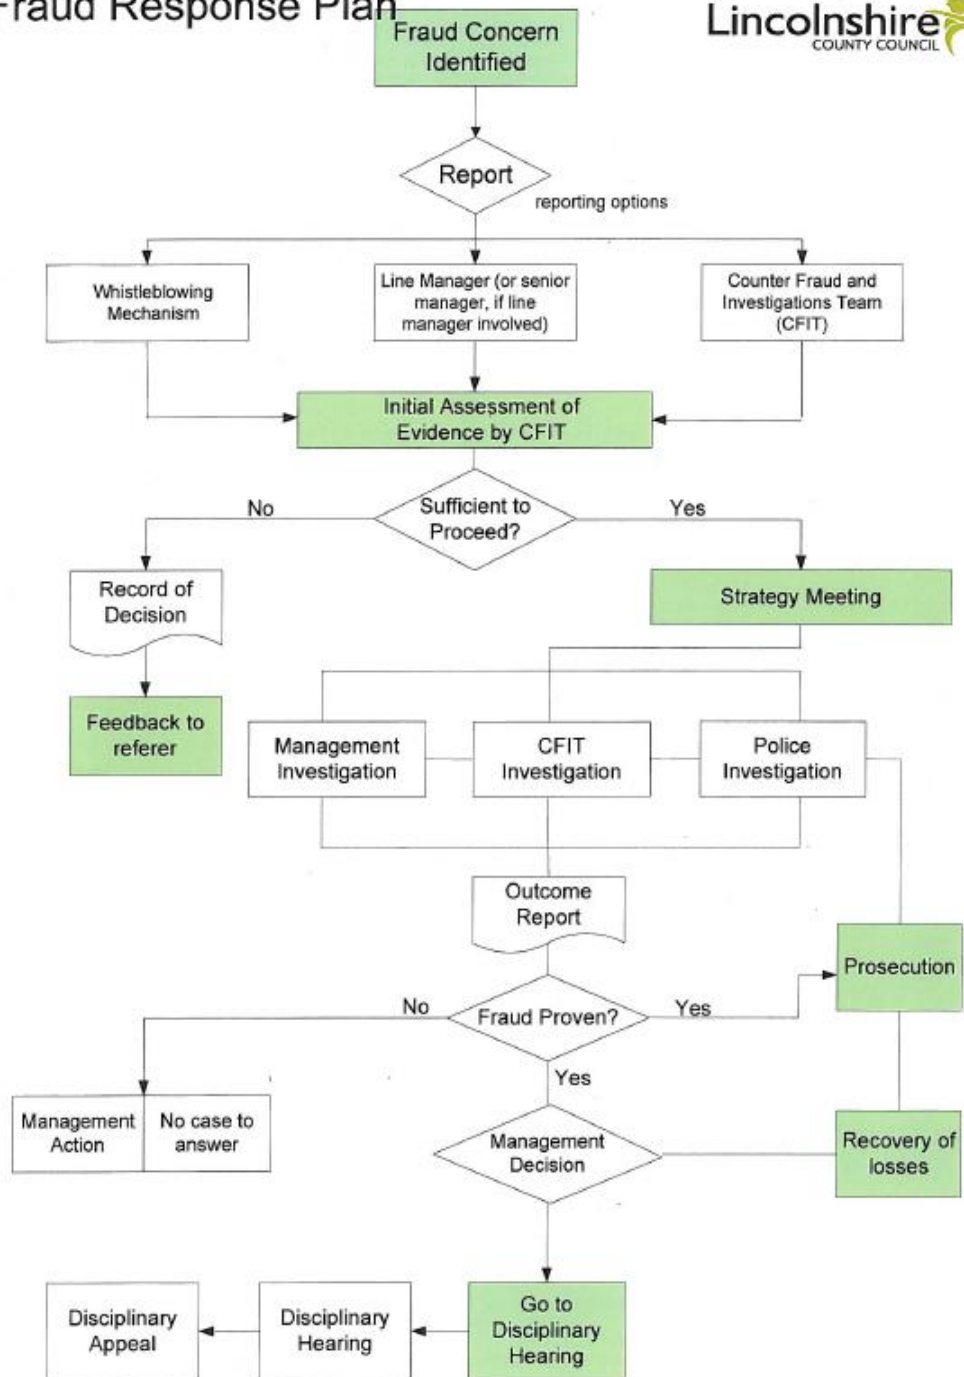 Fraud Response Plan
Lincolnshire
COUNTY COUNCIL
Fraud Concern
Identified
Report
reporting options
Whistleblowing
Mechanism
Line Manager (or senior
manager, if line
manager involved)
Counter Fraud and
Investigations Team
(CFIT)
Initial Assessment of
Evidence by CFIT
No
Sufficient to
Proceed?
Yes
Record of
Decision
Strategy Meeting
Feedback to
referer
Management
Investigation
CFIT
Investigation
Police
Investigation
Outcome
Report
Prosecution
No
Fraud Proven?
Yes
Yes
Management
Action
No case to
answer
Management
Decision
Recovery of
losses
Disciplinary
Appeal
Disciplinary
Hearing
Go to
Disciplinary
Hearing